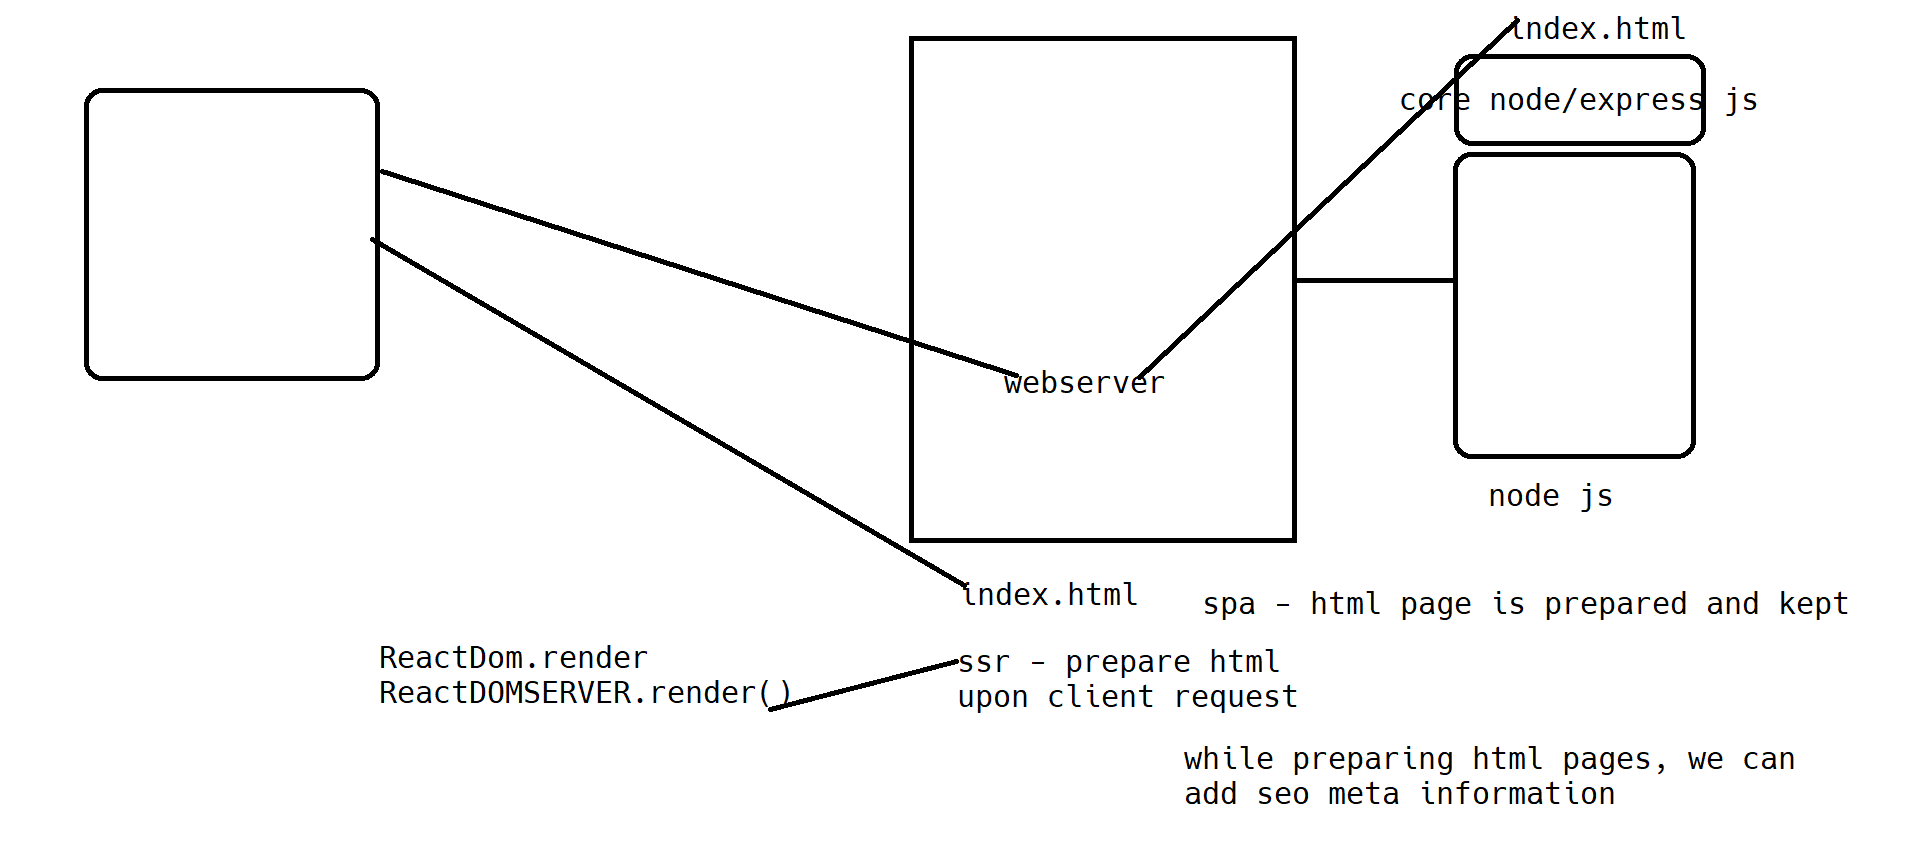 index.html
core node/express js
webserver
node js
index.html
spa - html page is prepared and kept
ReactDom.render
ReactDOMSERVER.render()
ssr - prepare html
upon client request
while preparing html pages, we can
add seo meta information